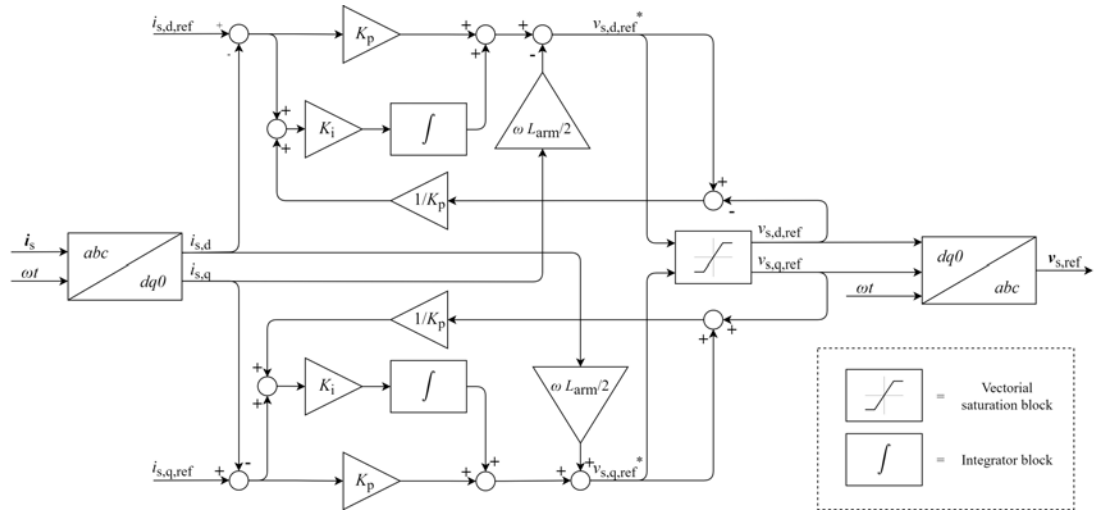 i_s,d,ref + -
K_p
+ +
+ -
v_s,d,ref*
+ +
K_i
∫
ω L_arm/2
1/K_p
+ -
i_s
ωt
abc
dq0
i_s,d
i_s,q
v_s,d,ref
v_s,q,ref
dq0
abc
ωt
v_s,ref
1/K_p
+ +
+ +
K_i
∫
ω L_arm/2
i_s,q,ref + -
K_p
+ +
+ +
v_s,q,ref*
= Vectorial
saturation block
∫ = Integrator block